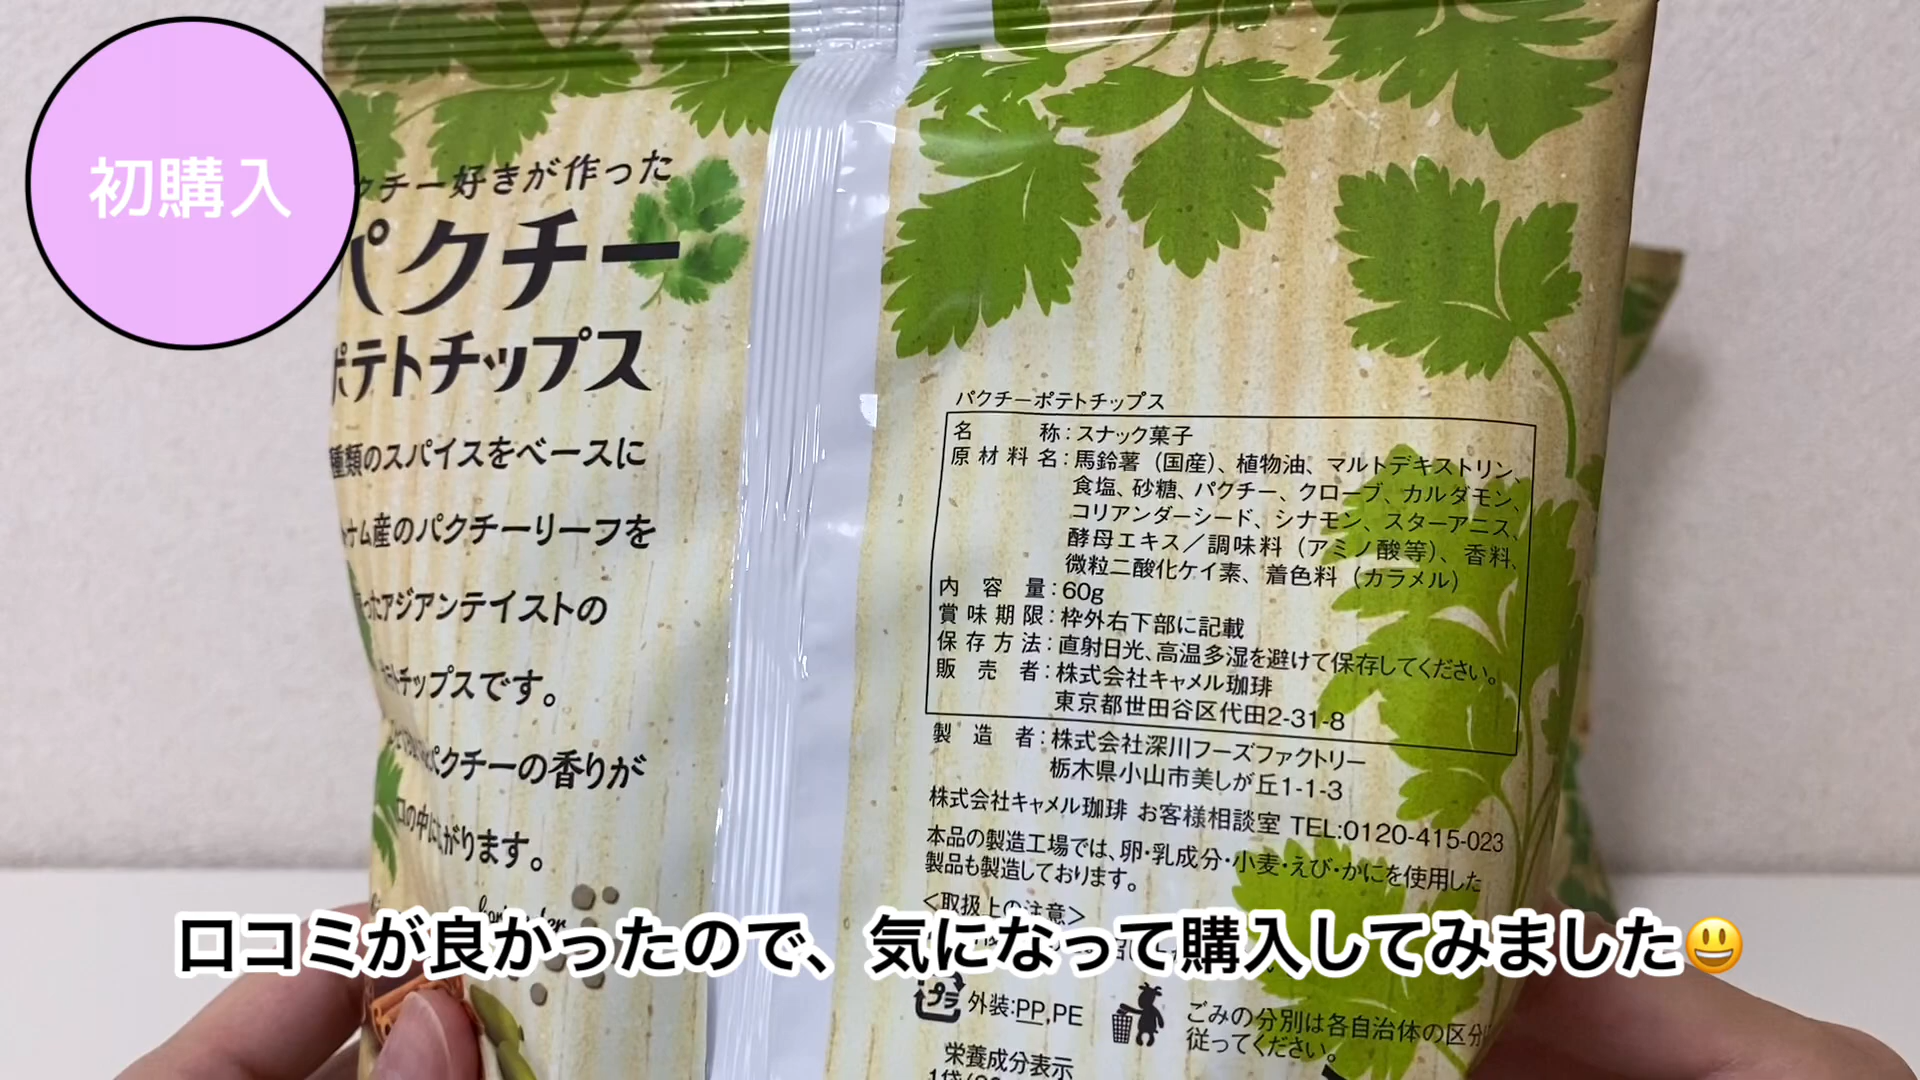 初購入
クチー好きが作った
パクチー
ポテトチップス
種類のスパイスをベースに
ナム産のパクチーリーフを
ったアジアンテイストの
チップスです。
パクチーの香りが
口の中に
がります。
パクチーポテトチップス
名称:スナック菓子
原材料名:馬鈴薯(国産)、植物油、マルトデキストリン、
食塩、砂糖、パクチー、クローブ、カルダモン、
コリアンダーシード、シナモン、スターアニス、
酵母エキス/調味料(アミノ酸等)、香料、
微粒二酸化ケイ素、着色料(カラメル)
内容量:60g
賞味期限:枠外右下部に記載
保存方法:直射日光、高温多湿を避けて保存してください。
販売者:株式会社キャメル珈琲
東京都世田谷区代田2-31-8
製造者:株式会社深川フーズファクトリー
栃木県小山市美しが丘1-1-3
株式会社キャメル珈琲 お客様相談室 TEL:0120-415-023
本品の製造工場では、卵・乳成分・小麦・えび・かにを使用した
製品も製造しております。
<取扱上の注意>
口コミが良かったので、気になって購入してみました😃
プラ 外装:PP,PE
ごみの分別は各自治体の区分
従ってください。
栄養成分表示